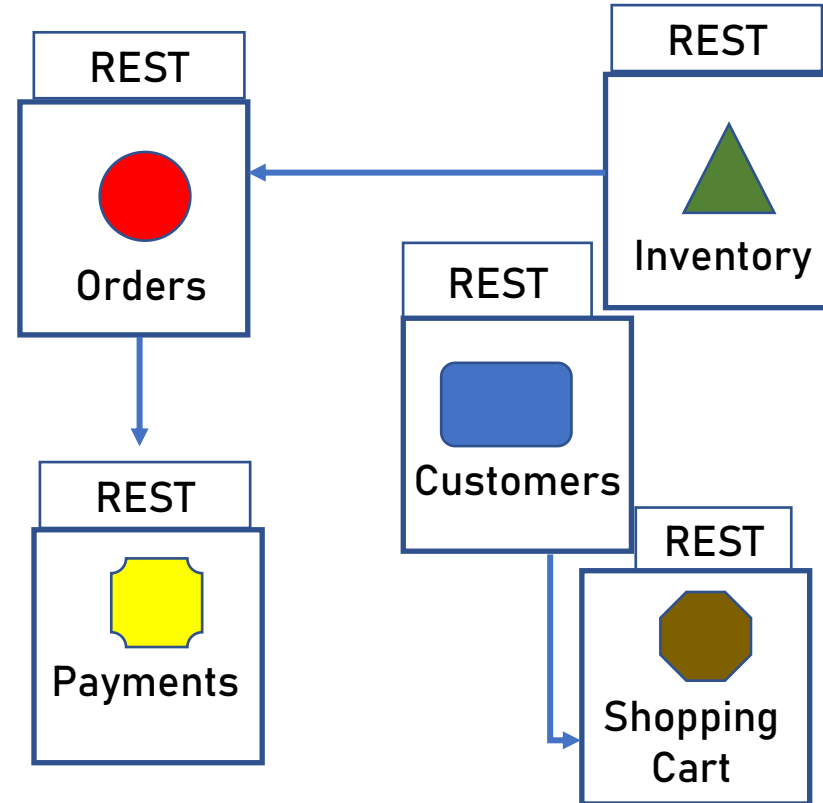 REST
Orders
REST
Inventory
REST
Customers
REST
Payments
REST
Shopping
Cart